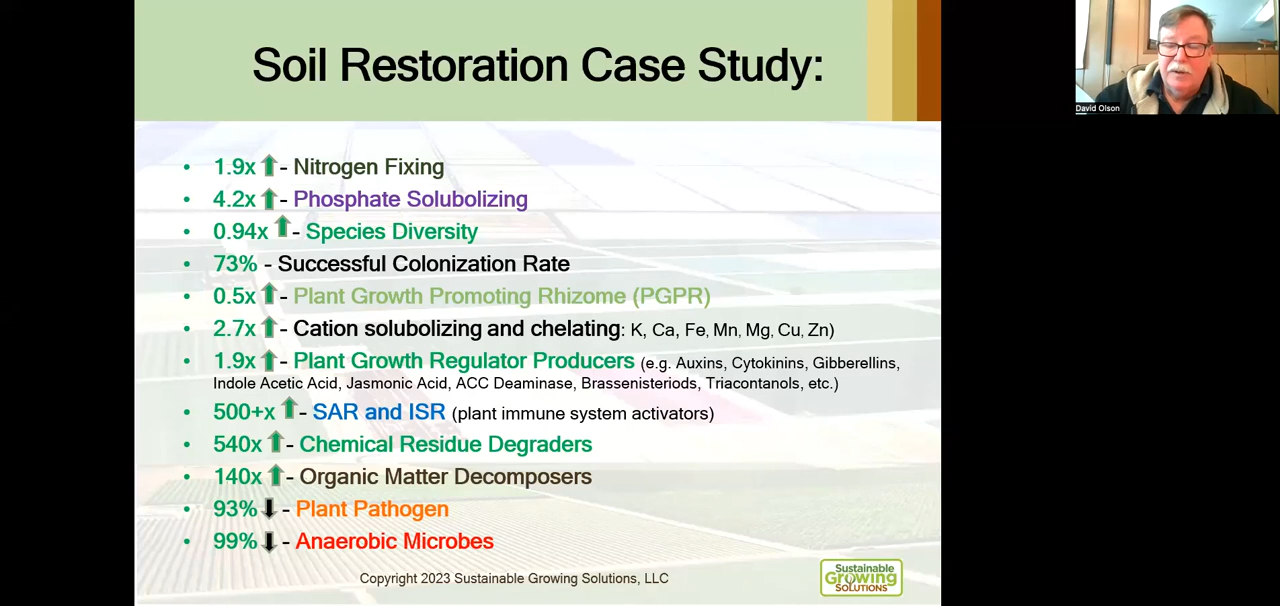 Soil Restoration Case Study:
David Olson
• 1.9x ↑ - Nitrogen Fixing
• 4.2x ↑ - Phosphate Solubolizing
• 0.94x ↑ - Species Diversity
• 73% - Successful Colonization Rate
• 0.5x ↑ - Plant Growth Promoting Rhizome (PGPR)
• 2.7x ↑ - Cation solubolizing and chelating: K, Ca, Fe, Mn, Mg, Cu, Zn)
• 1.9x ↑ - Plant Growth Regulator Producers (e.g. Auxins, Cytokinins, Gibberellins,
Indole Acetic Acid, Jasmonic Acid, ACC Deaminase, Brassenisteriods, Triacontanols, etc.)
• 500+x ↑ - SAR and ISR (plant immune system activators)
• 540x ↑ - Chemical Residue Degraders
• 140x ↑ - Organic Matter Decomposers
• 93% ↓ - Plant Pathogen
• 99% ↓ - Anaerobic Microbes
Copyright 2023 Sustainable Growing Solutions, LLC
Sustainable
Growing
SOLUTIONS